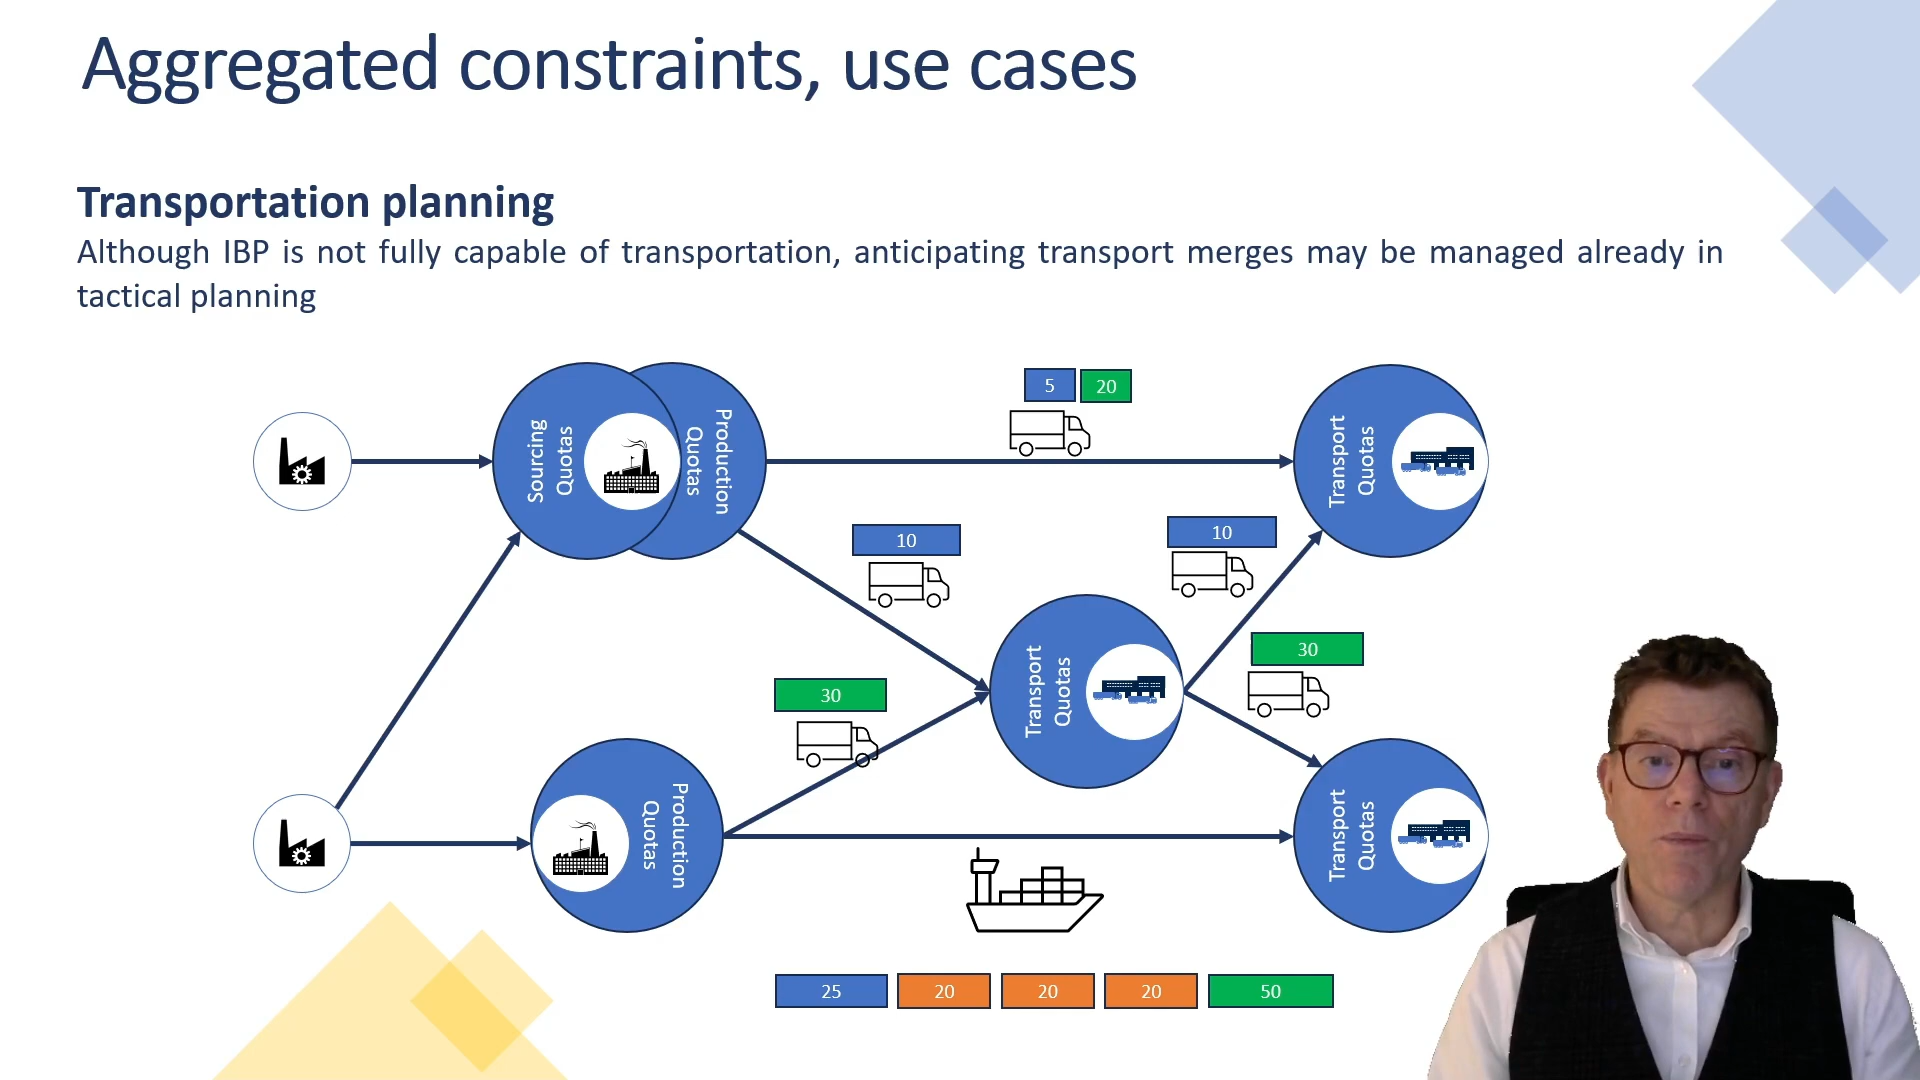 Aggregated constraints, use cases
Transportation planning
Although IBP is not fully capable of transportation, anticipating transport merges may be managed already in
tactical planning
5
20
Sourcing
Quotas
Production
Quotas
Transport
Quotas
10
10
30
30
Transport
Quotas
Production
Quotas
Transport
Quotas
25
20
20
20
50